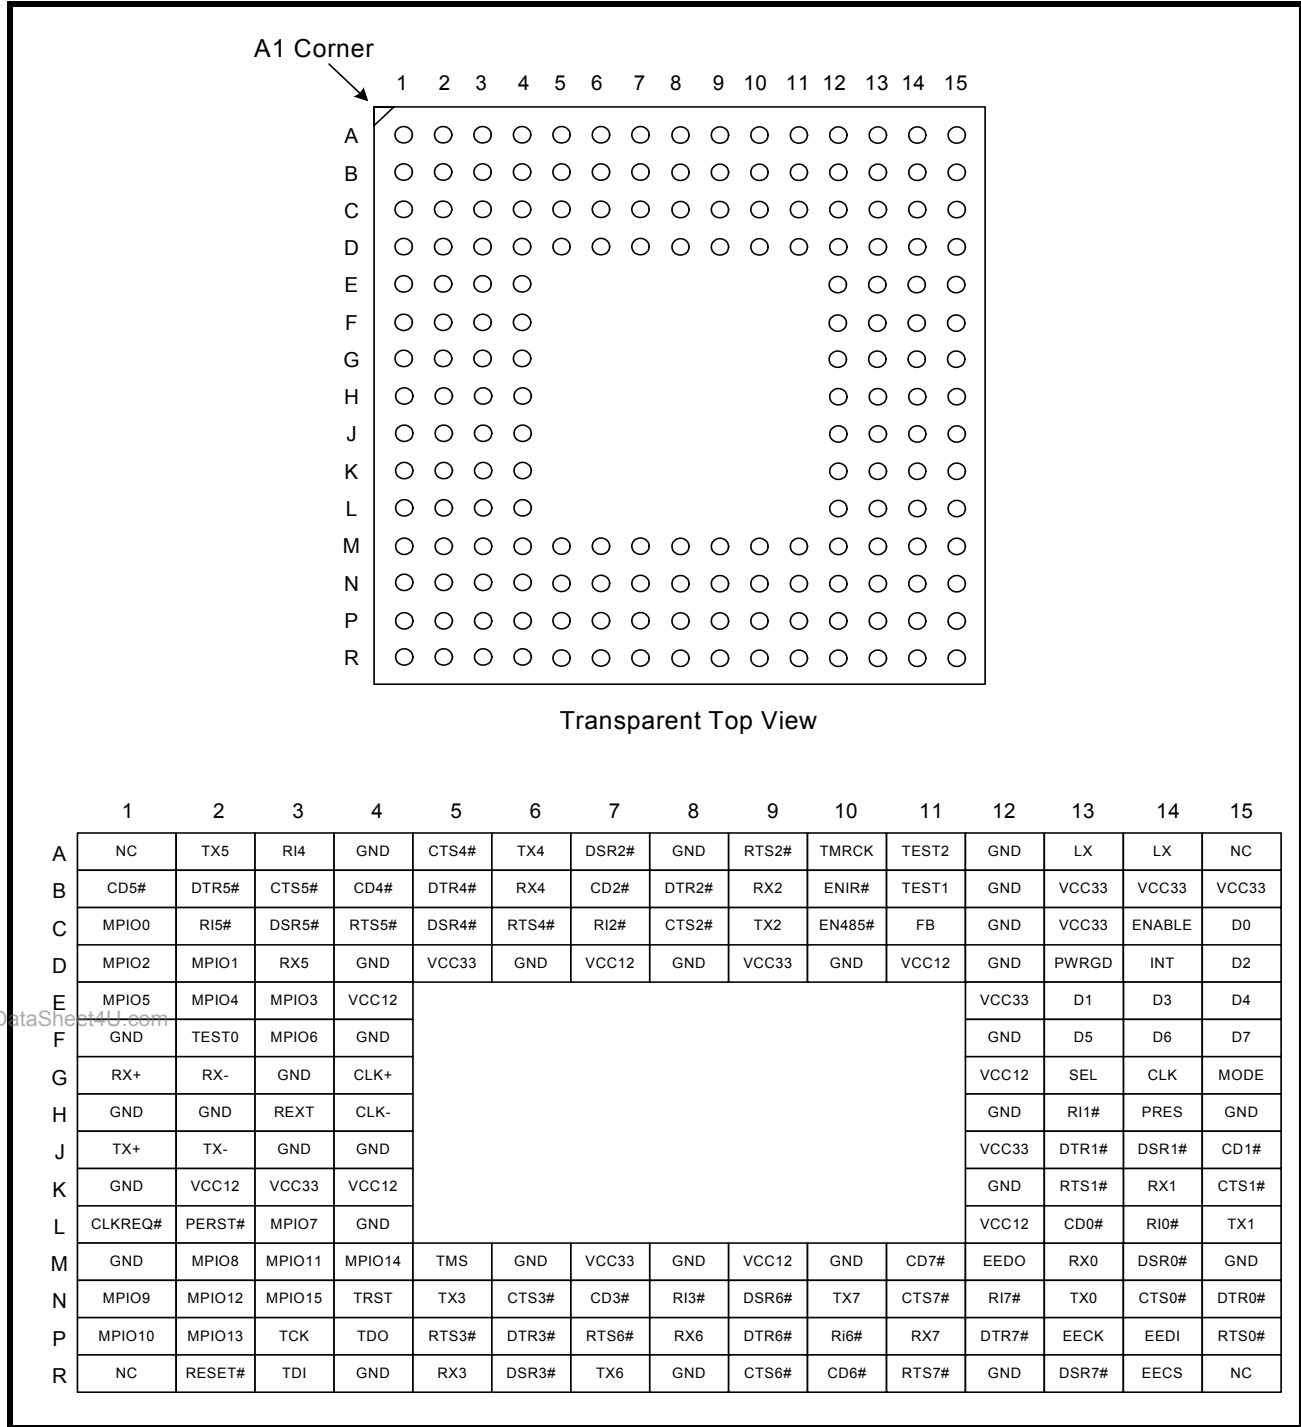 A1 Corner
1 2 3 4 5 6 7 8 9 10 11 12 13 14 15
A
B
C
D
E
F
G
H
J
K
L
M
N
P
R
Transparent Top View
1 2 3 4 5 6 7 8 9 10 11 12 13 14 15
A NC TX5 RI4 GND CTS4# TX4 DSR2# GND RTS2# TMRCK TEST2 GND LX LX NC
B CD5# DTR5# CTS5# CD4# DTR4# RX4 CD2# DTR2# RX2 ENIR# TEST1 GND VCC33 VCC33 VCC33
C MPIO0 RI5# DSR5# RTS5# DSR4# RTS4# RI2# CTS2# TX2 EN485# FB GND VCC33 ENABLE D0
D MPIO2 MPIO1 RX5 GND VCC33 GND VCC12 GND VCC33 GND VCC12 GND PWRGD INT D2
E MPIO5 MPIO4 MPIO3 VCC12 VCC33 D1 D3 D4
DataSheet4U.com
F GND TEST0 MPIO6 GND GND D5 D6 D7
G RX+ RX- GND CLK+ VCC12 SEL CLK MODE
H GND GND REXT CLK- GND RI1# PRES GND
J TX+ TX- GND GND VCC33 DTR1# DSR1# CD1#
K GND VCC12 VCC33 VCC12 GND RTS1# RX1 CTS1#
L CLKREQ# PERST# MPIO7 GND VCC12 CD0# RI0# TX1
M GND MPIO8 MPIO11 MPIO14 TMS GND VCC33 GND VCC12 GND CD7# EEDO RX0 DSR0# GND
N MPIO9 MPIO12 MPIO15 TRST TX3 CTS3# CD3# RI3# DSR6# TX7 CTS7# RI7# TX0 CTS0# DTR0#
P MPIO10 MPIO13 TCK TDO RTS3# DTR3# RTS6# RX6 DTR6# Ri6# RX7 DTR7# EECK EEDI RTS0#
R NC RESET# TDI GND RX3 DSR3# TX6 GND CTS6# CD6# RTS7# GND DSR7# EECS NC